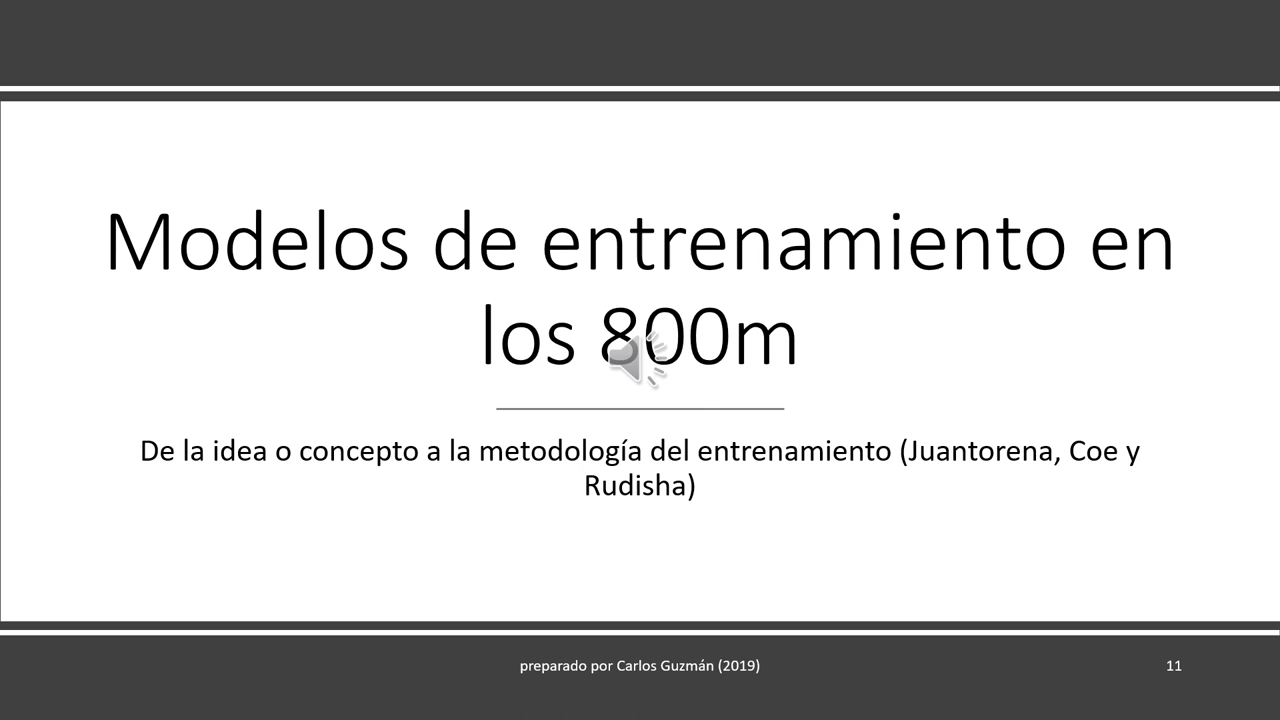 Modelos de entrenamiento en
los 800m
De la idea o concepto a la metodología del entrenamiento (Juantorena, Coe y
Rudisha)
preparado por Carlos Guzmán (2019)
11